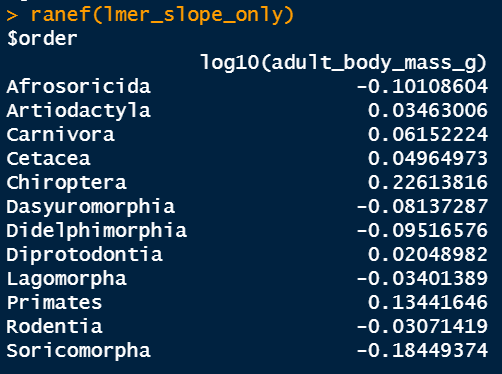 > ranef(lmer_slope_only)
$order
log10(adult_body_mass_g)
Afrosoricida -0.10108604
Artiodactyla 0.03463006
Carnivora 0.06152224
Cetacea 0.04964973
Chiroptera 0.22613816
Dasyuromorphia -0.08137287
Didelphimorphia -0.09516576
Diprotodontia 0.02048982
Lagomorpha -0.03401389
Primates 0.13441646
Rodentia -0.03071419
Soricomorpha -0.18449374